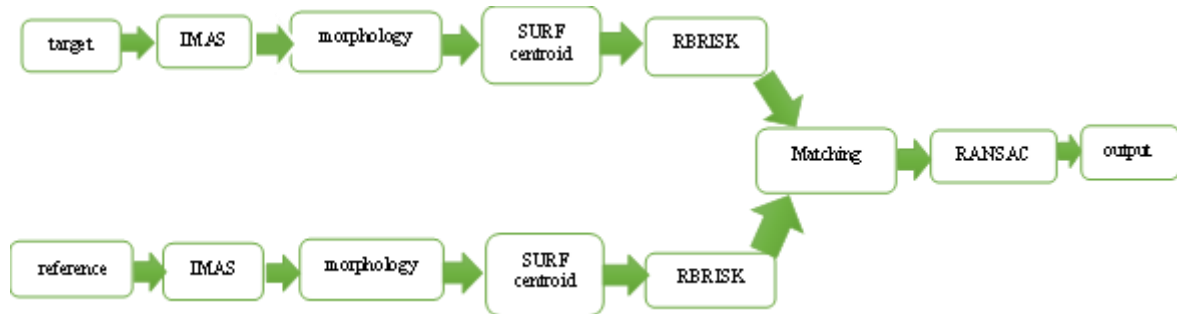 target
IMAS
morphology
SURF
centroid
RBRISK
Matching
RANSAC
output
reference
IMAS
morphology
SURF
centroid
RBRISK